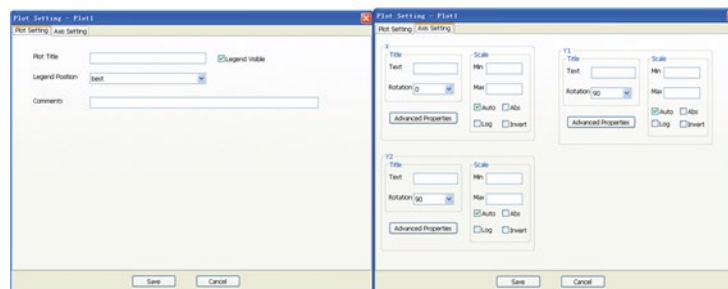 Plot Setting - Plot1
Plot Setting Axis Setting
Plot Title
Legend Visible
Legend Position best
Comments
Save Cancel
Plot Setting - Plot1
Plot Setting Axis Setting
X
Title Scale
Text Min
Rotation 0 Max
Auto Abs
Advanced Properties
Log Invert
Y1
Title Scale
Text Min
Rotation 90 Max
Auto Abs
Advanced Properties
Log Invert
Y2
Title Scale
Text Min
Rotation 90 Max
Auto Abs
Advanced Properties
Log Invert
Save Cancel